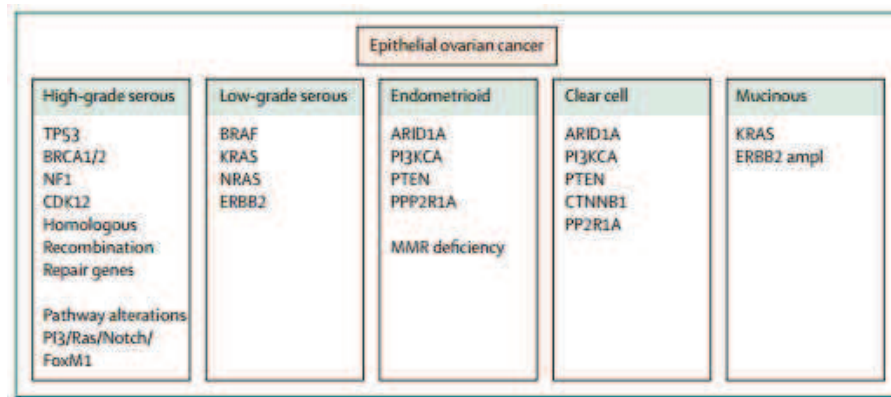 Epithelial ovarian cancer
High-grade serous
TP53
BRCA1/2
NF1
CDK12
Homologous
Recombination
Repair genes
Pathway alterations
PI3/Ras/Notch/
FoxM1
Low-grade serous
BRAF
KRAS
NRAS
ERBB2
Endometrioid
ARID1A
PI3KCA
PTEN
PPP2R1A
MMR deficiency
Clear cell
ARID1A
PI3KCA
PTEN
CTNNB1
PP2R1A
Mucinous
KRAS
ERBB2 ampl